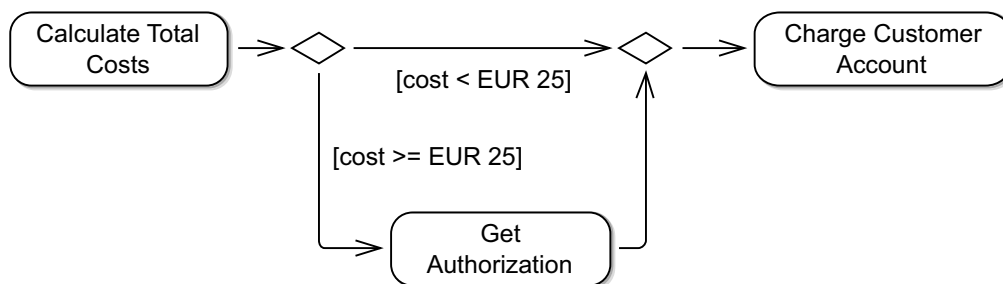 Calculate Total
Costs
Charge Customer
Account
[cost < EUR 25]
[cost >= EUR 25]
Get
Authorization